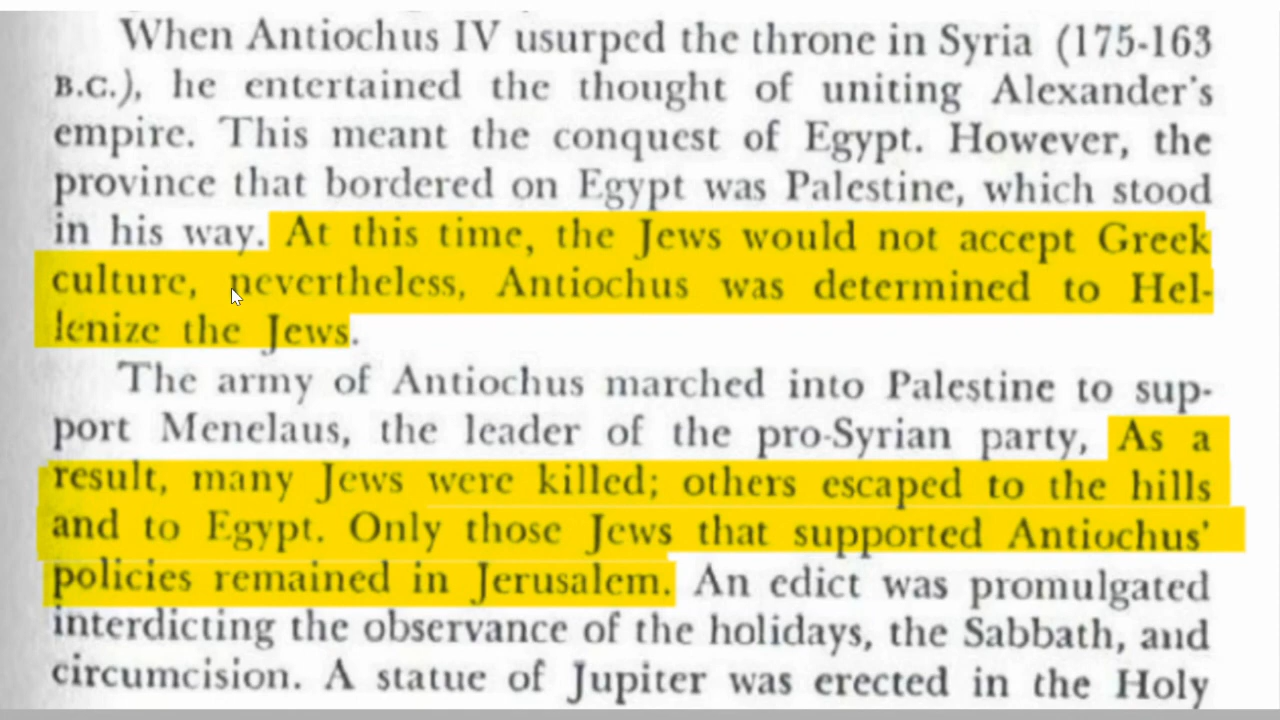 When Antiochus IV usurped the throne in Syria (175-163
B.C.), he entertained the thought of uniting Alexander's
empire. This meant the conquest of Egypt. However, the
province that bordered on Egypt was Palestine, which stood
in his way. At this time, the Jews would not accept Greek
culture, nevertheless, Antiochus was determined to Hel-
lenize the Jews.
The army of Antiochus marched into Palestine to sup-
port Menelaus, the leader of the pro-Syrian party, As a
result, many Jews were killed; others escaped to the hills
and to Egypt. Only those Jews that supported Antiochus'
policies remained in Jerusalem. An edict was promulgated
interdicting the observance of the holidays, the Sabbath, and
circumcision. A statue of Jupiter was erected in the Holy